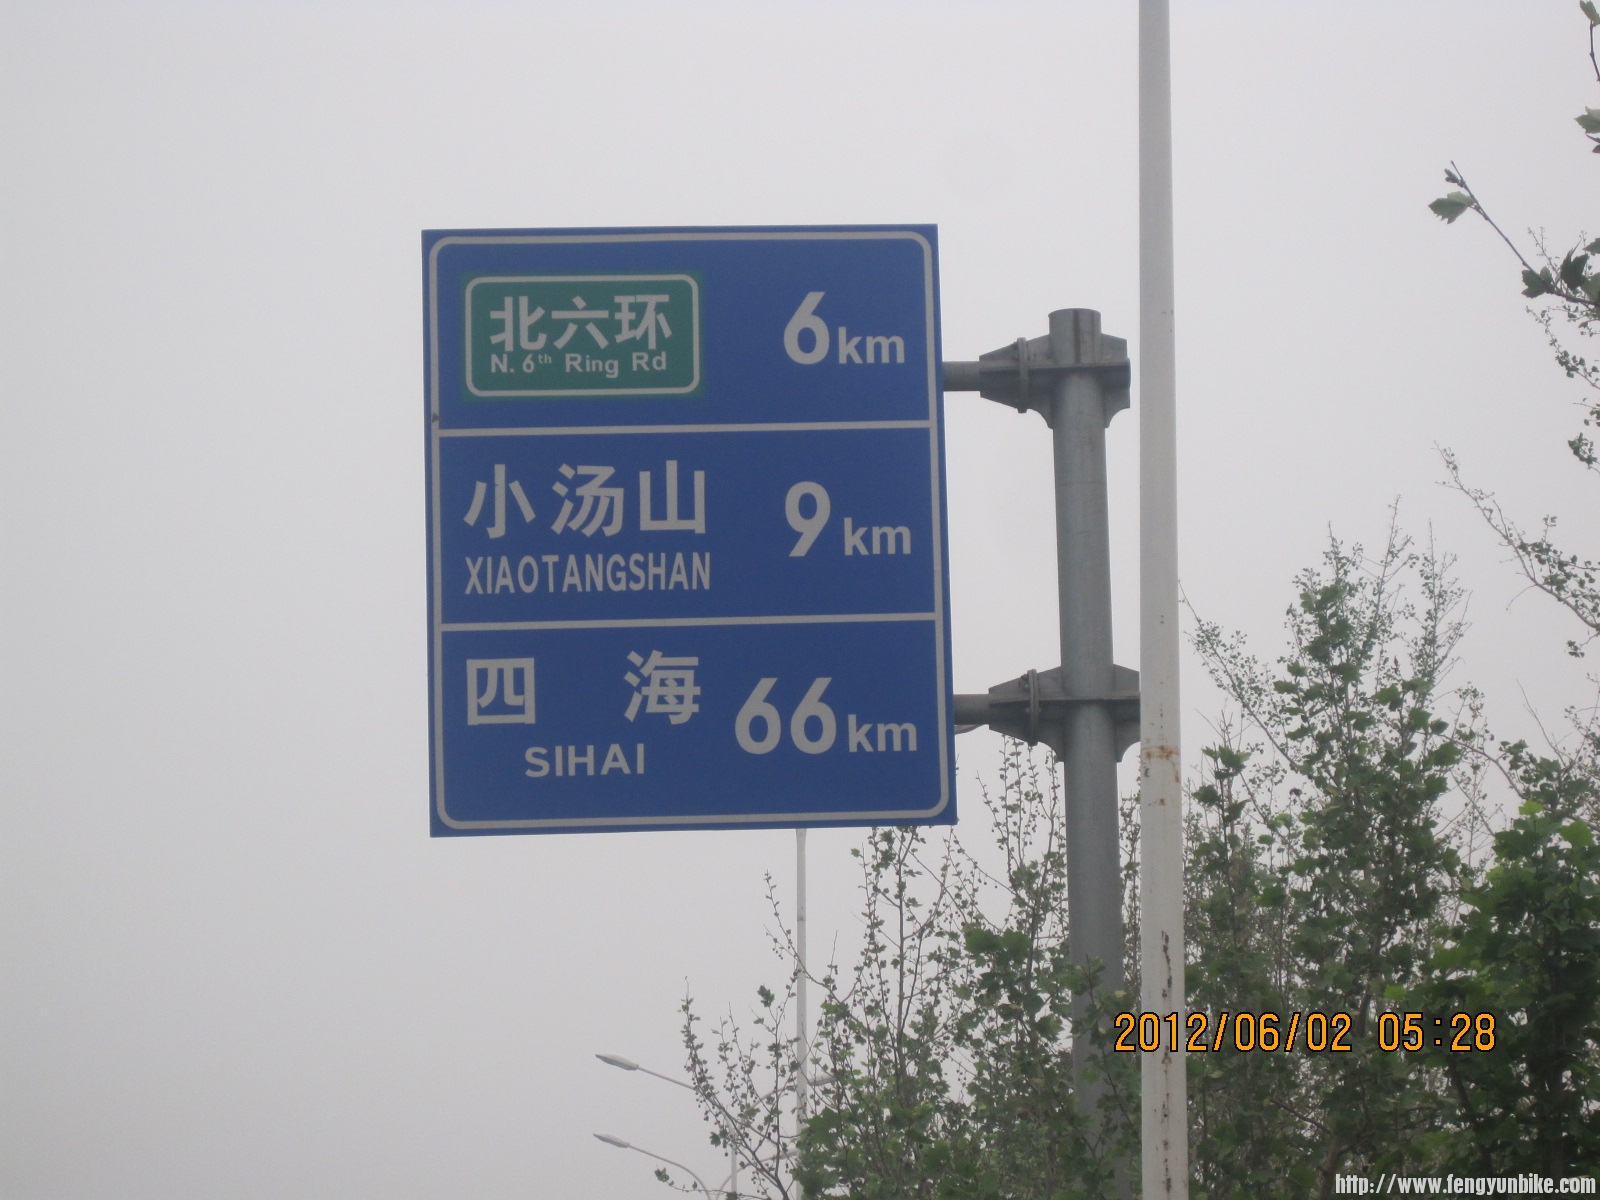 北六环 6km
N. 6th Ring Rd
小汤山 9km
XIAOTANGSHAN
四海 66km
SIHAI
2012/06/02 05:28
http://www.fengyunbike.com